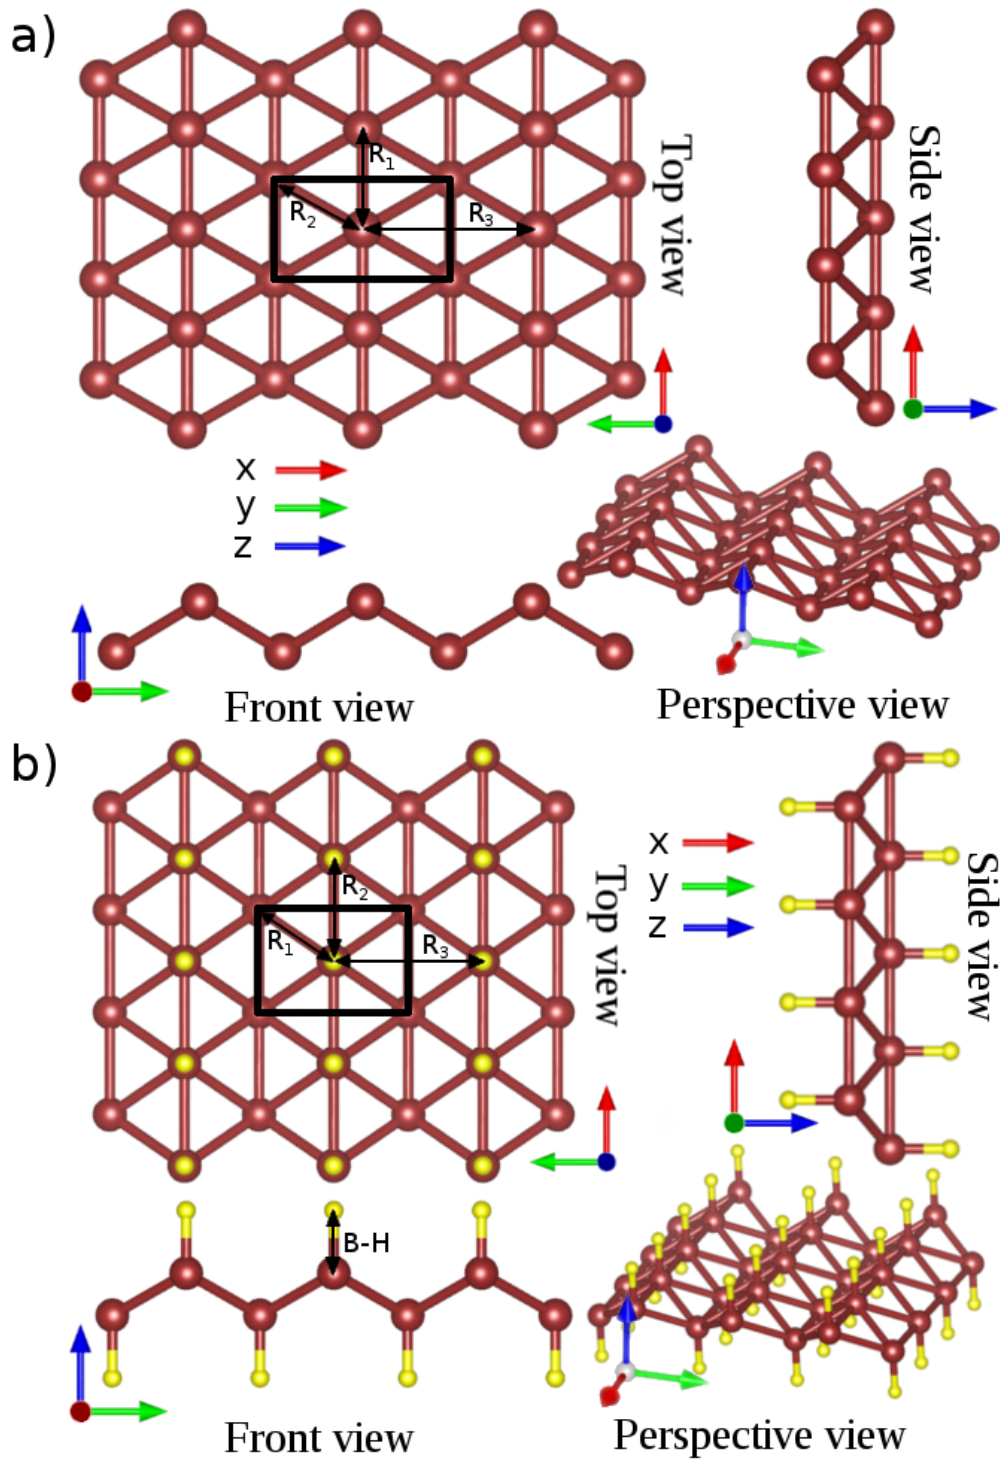 a)
R1
R2
R3
Top view
Side view
x
y
z
Front view
Perspective view
b)
R2
R1
R3
Top view
x
y
z
Side view
B-H
Front view
Perspective view